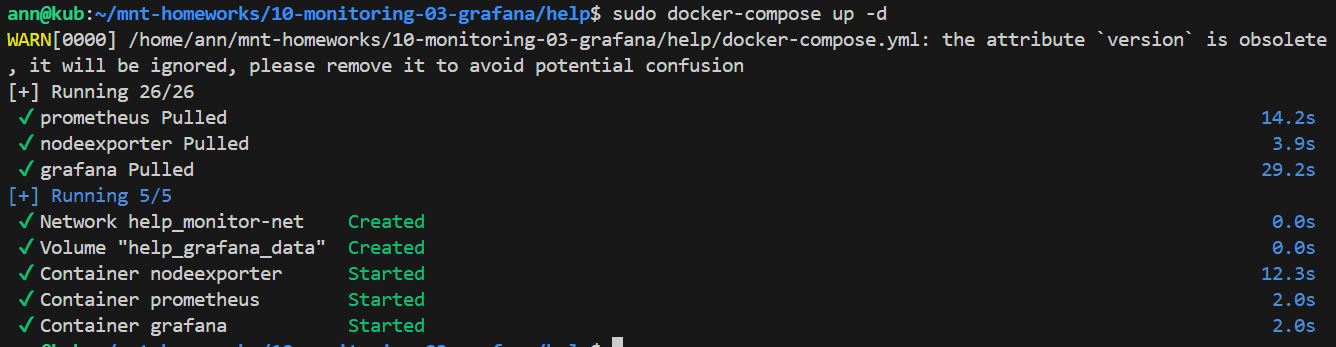 ann@kub:~/mnt-homeworks/10-monitoring-03-grafana/help$ sudo docker-compose up -d
WARN[0000] /home/ann/mnt-homeworks/10-monitoring-03-grafana/help/docker-compose.yml: the attribute `version` is obsolete
, it will be ignored, please remove it to avoid potential confusion
[+] Running 26/26
✓ prometheus Pulled 14.2s
✓ nodeexporter Pulled 3.9s
✓ grafana Pulled 29.2s
[+] Running 5/5
✓ Network help_monitor-net Created 0.0s
✓ Volume "help_grafana_data" Created 0.0s
✓ Container nodeexporter Started 12.3s
✓ Container prometheus Started 2.0s
✓ Container grafana Started 2.0s